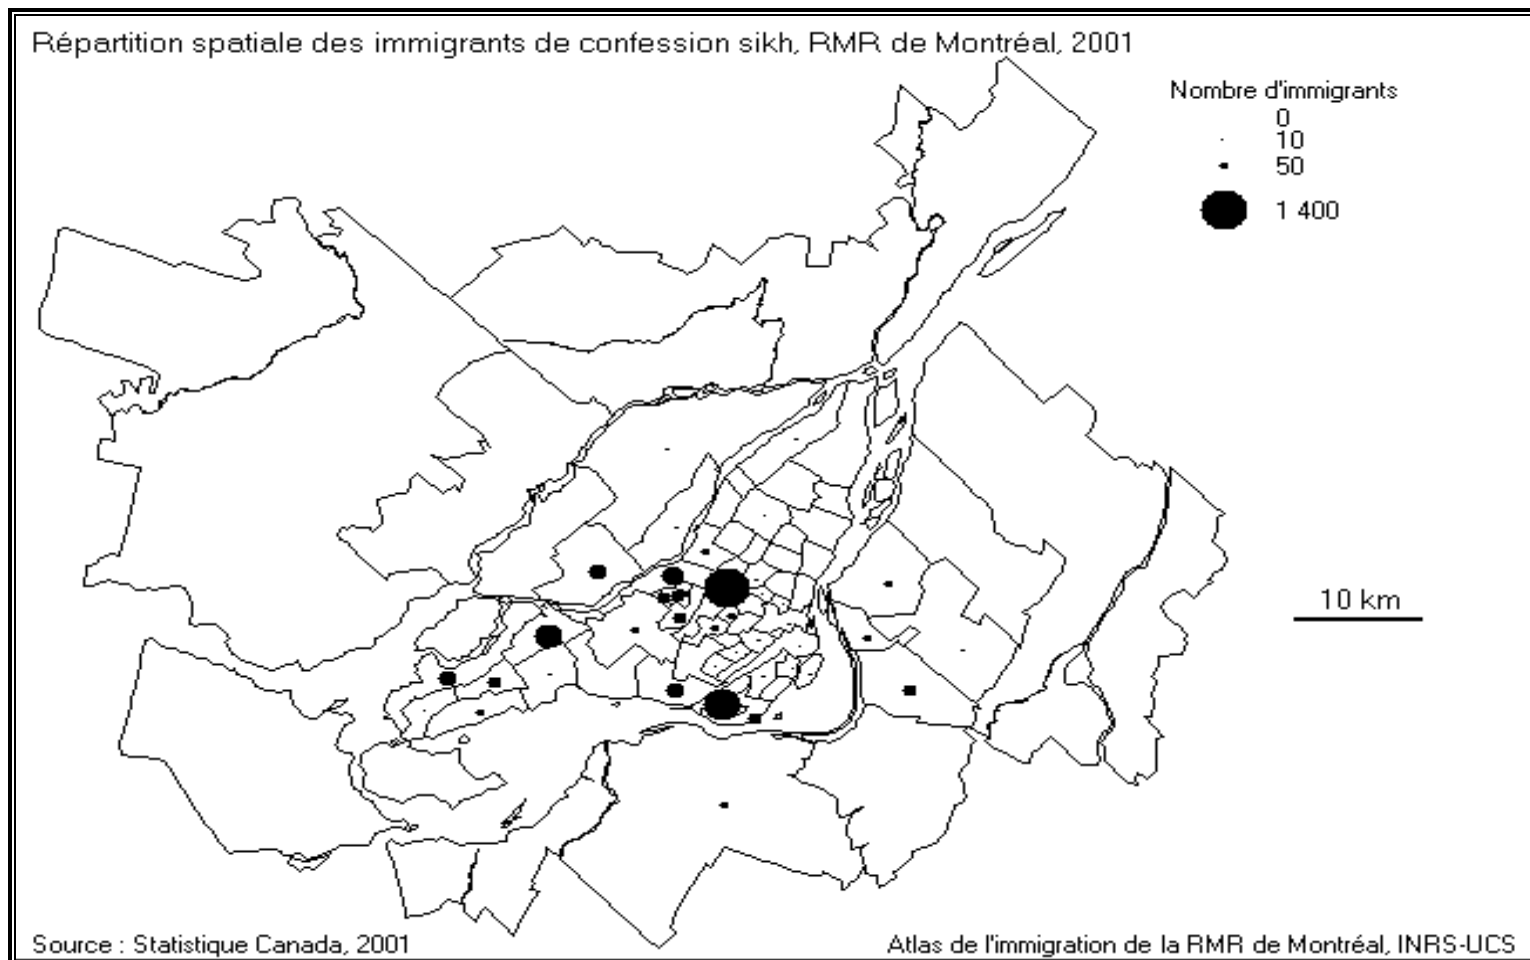 Répartition spatiale des immigrants de confession sikh, RMR de Montréal, 2001
Nombre d'immigrants
0
10
50
1 400
10 km
Source : Statistique Canada, 2001
Atlas de l'immigration de la RMR de Montréal, INRS-UCS